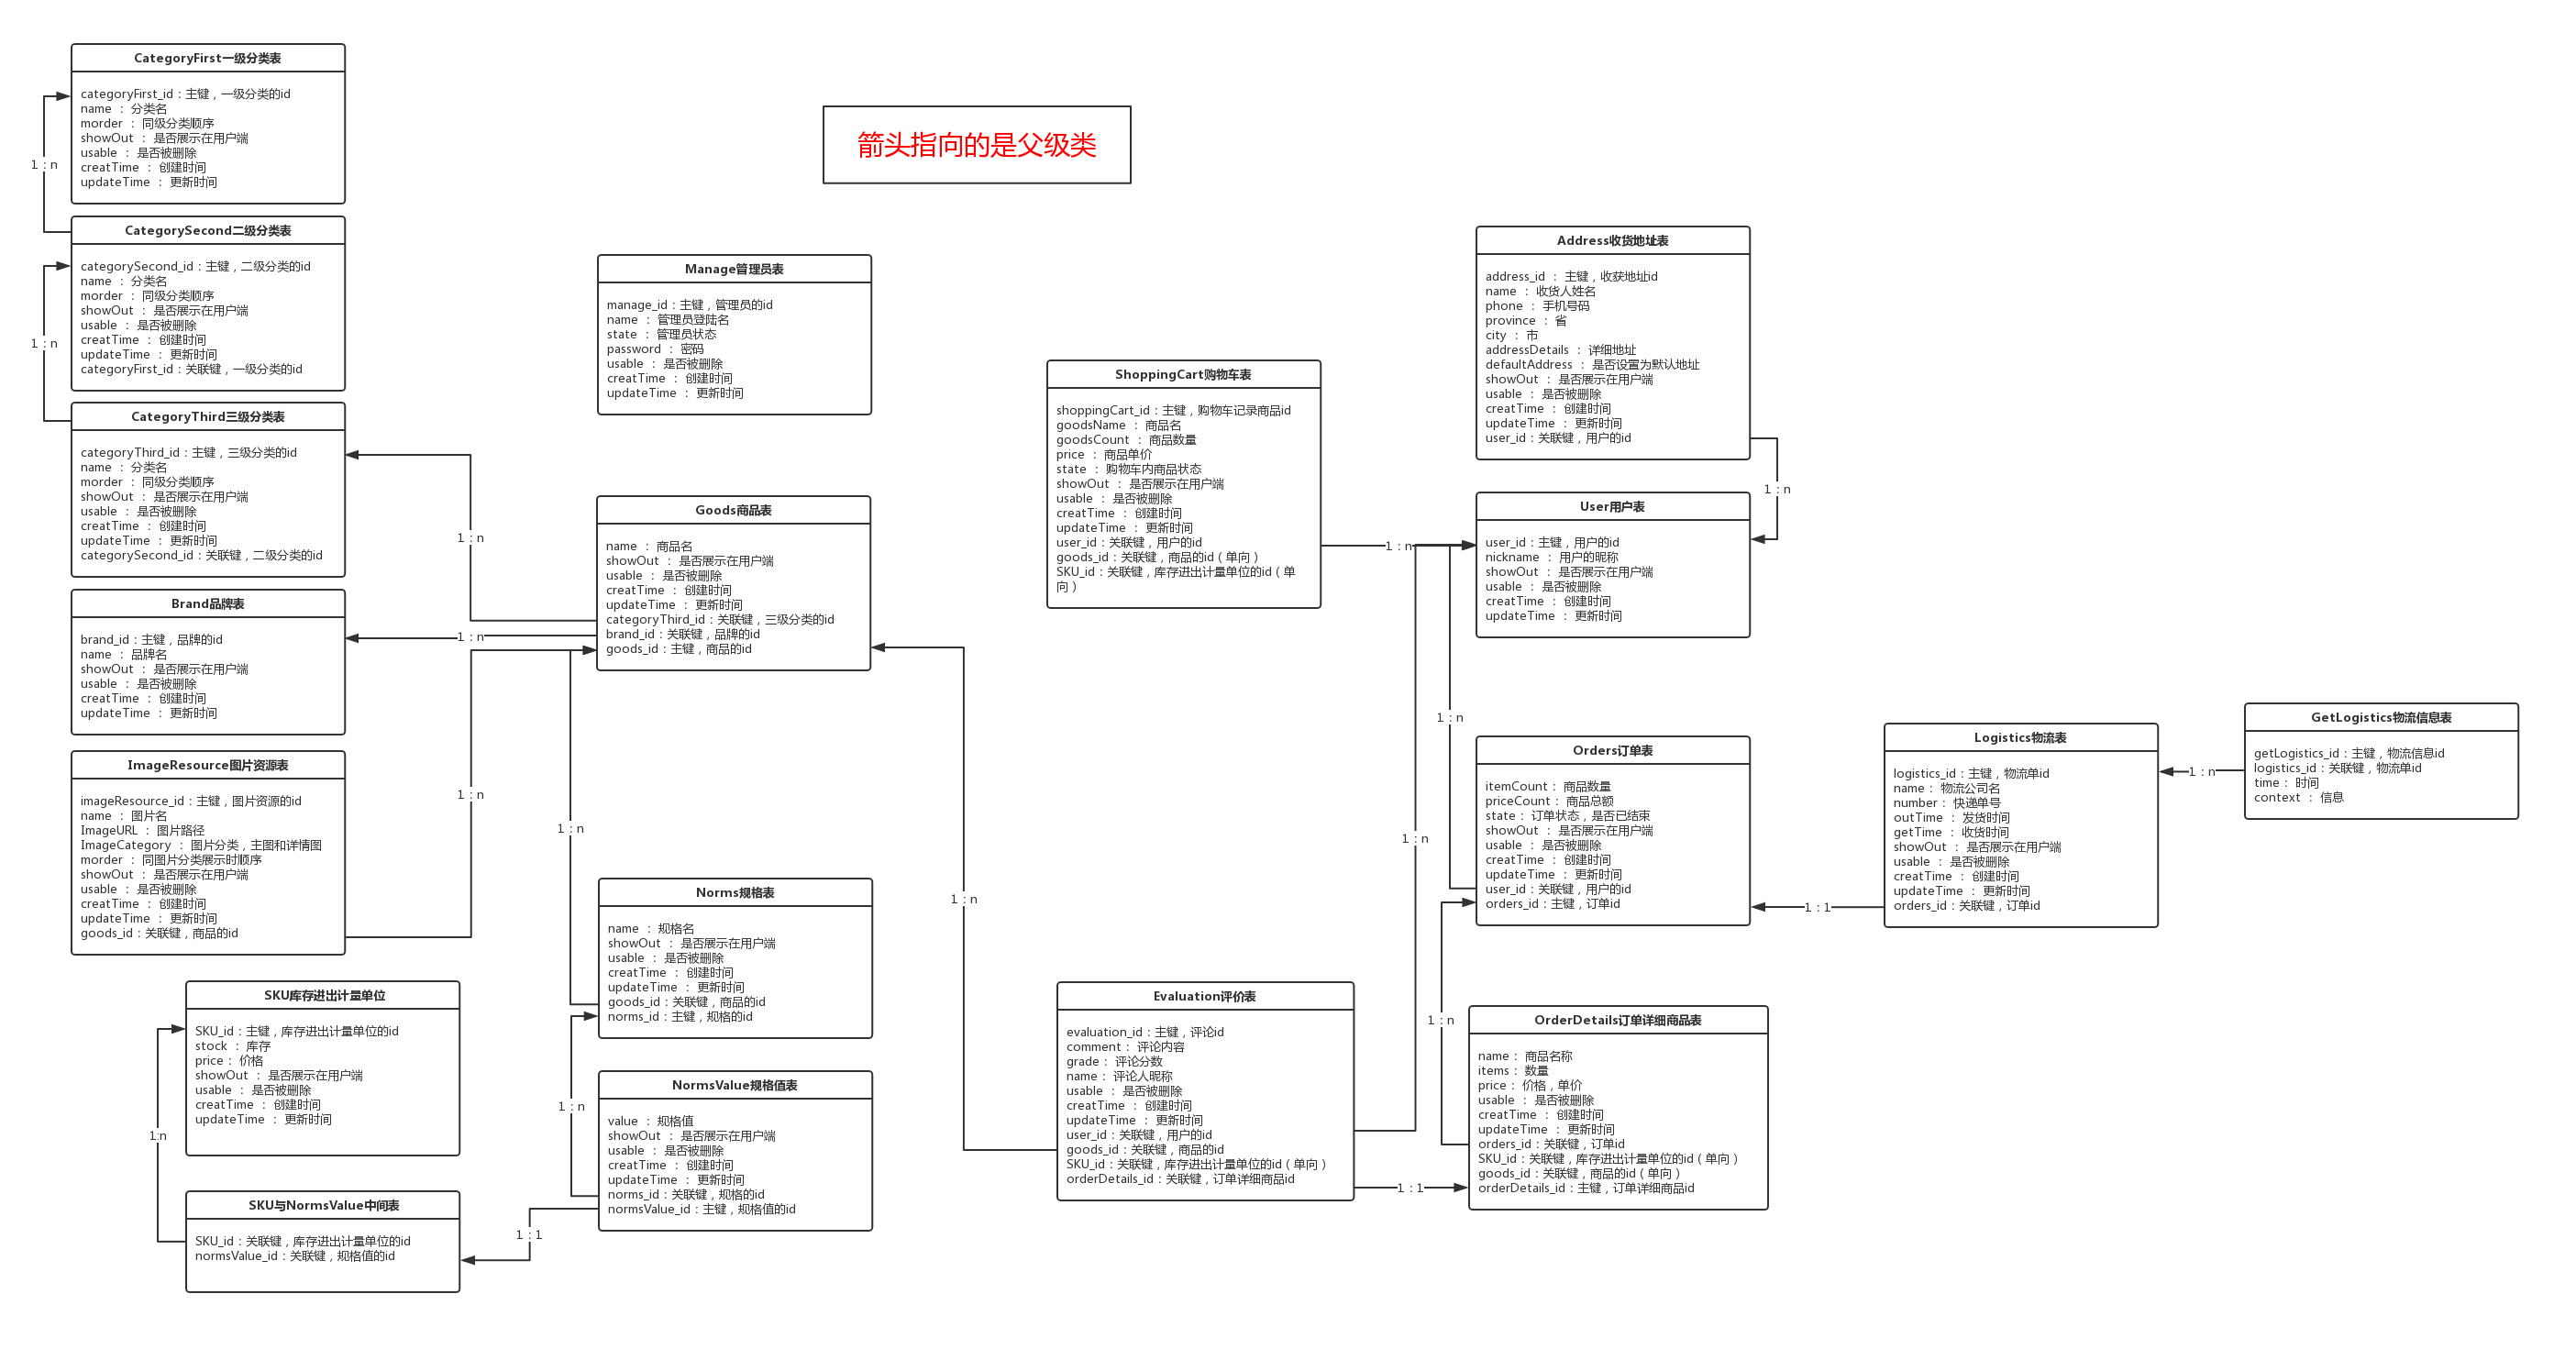 CategoryFirst一级分类表
categoryFirst_id：主键，一级分类的id
name ： 分类名
morder ： 同级分类顺序
showOut ： 是否展示在用户端
usable ： 是否被删除
creatTime ： 创建时间
updateTime ： 更新时间
1：n
CategorySecond二级分类表
categorySecond_id：主键，二级分类的id
name ： 分类名
morder ： 同级分类顺序
showOut ： 是否展示在用户端
usable ： 是否被删除
creatTime ： 创建时间
updateTime ： 更新时间
categoryFirst_id：关联键，一级分类的id
1：n
CategoryThird三级分类表
categoryThird_id：主键，三级分类的id
name ： 分类名
morder ： 同级分类顺序
showOut ： 是否展示在用户端
usable ： 是否被删除
creatTime ： 创建时间
updateTime ： 更新时间
categorySecond_id：关联键，二级分类的id
Brand品牌表
brand_id：主键，品牌的id
name ： 品牌名
showOut ： 是否展示在用户端
usable ： 是否被删除
creatTime ： 创建时间
updateTime ： 更新时间
ImageResource图片资源表
imageResource_id：主键，图片资源的id
name ： 图片名
ImageURL ： 图片路径
ImageCategory ： 图片分类，主图和详情图
morder ： 同图片分类展示时顺序
showOut ： 是否展示在用户端
usable ： 是否被删除
creatTime ： 创建时间
updateTime ： 更新时间
goods_id：关联键，商品的id
SKU库存进出计量单位
SKU_id：主键，库存进出计量单位的id
stock ： 库存
price： 价格
showOut ： 是否展示在用户端
usable ： 是否被删除
creatTime ： 创建时间
updateTime ： 更新时间
1:n
SKU与NormsValue中间表
SKU_id：关联键，库存进出计量单位的id
normsValue_id：关联键，规格值的id
1：n
1：n
1：n
1：n
1：n
1：1
箭头指向的是父级类
Manage管理员表
manage_id：主键，管理员的id
name ： 管理员登陆名
state ： 管理员状态
password ： 密码
usable ： 是否被删除
creatTime ： 创建时间
updateTime ： 更新时间
Goods商品表
name ： 商品名
showOut ： 是否展示在用户端
usable ： 是否被删除
creatTime ： 创建时间
updateTime ： 更新时间
categoryThird_id：关联键，三级分类的id
brand_id：关联键，品牌的id
goods_id：主键，商品的id
Norms规格表
name ： 规格名
showOut ： 是否展示在用户端
usable ： 是否被删除
creatTime ： 创建时间
updateTime ： 更新时间
goods_id：关联键，商品的id
norms_id：主键，规格的id
NormsValue规格值表
value ： 规格值
showOut ： 是否展示在用户端
usable ： 是否被删除
creatTime ： 创建时间
updateTime ： 更新时间
norms_id：关联键，规格的id
normsValue_id：主键，规格值的id
1：n
ShoppingCart购物车表
shoppingCart_id：主键，购物车记录商品id
goodsName ： 商品名
goodsCount ： 商品数量
price ： 商品单价
state ： 购物车内商品状态
showOut ： 是否展示在用户端
usable ： 是否被删除
creatTime ： 创建时间
updateTime ： 更新时间
user_id：关联键，用户的id
goods_id：关联键，商品的id（单向）
SKU_id：关联键，库存进出计量单位的id（单
向）
Evaluation评价表
evaluation_id：主键，评论id
comment： 评论内容
grade： 评论分数
name： 评论人昵称
usable ： 是否被删除
creatTime ： 创建时间
updateTime ： 更新时间
user_id：关联键，用户的id
goods_id：关联键，商品的id
SKU_id：关联键，库存进出计量单位的id（单向）
orderDetails_id：关联键，订单详细商品id
1：n
1：n
1：n
1：n
1：1
Address收货地址表
address_id ： 主键，收获地址id
name ： 收货人姓名
phone ： 手机号码
province ： 省
city ： 市
addressDetails ： 详细地址
defaultAddress ： 是否设置为默认地址
showOut ： 是否展示在用户端
usable ： 是否被删除
creatTime ： 创建时间
updateTime ： 更新时间
user_id：关联键，用户的id
1：n
User用户表
user_id：主键，用户的id
nickname ： 用户的昵称
showOut ： 是否展示在用户端
usable ： 是否被删除
creatTime ： 创建时间
updateTime ： 更新时间
Orders订单表
itemCount： 商品数量
priceCount： 商品总额
state： 订单状态，是否已结束
showOut ： 是否展示在用户端
usable ： 是否被删除
creatTime ： 创建时间
updateTime ： 更新时间
user_id：关联键，用户的id
orders_id：主键，订单id
OrderDetails订单详细商品表
name： 商品名称
items： 数量
price： 价格，单价
usable ： 是否被删除
creatTime ： 创建时间
updateTime ： 更新时间
orders_id：关联键，订单id
SKU_id：关联键，库存进出计量单位的id（单向）
goods_id：关联键，商品的id（单向）
orderDetails_id：主键，订单详细商品id
1：1
Logistics物流表
logistics_id：主键，物流单id
name： 物流公司名
number： 快递单号
outTime ： 发货时间
getTime ： 收货时间
showOut ： 是否展示在用户端
usable ： 是否被删除
creatTime ： 创建时间
updateTime ： 更新时间
orders_id：关联键，订单id
1：n
GetLogistics物流信息表
getLogistics_id：主键，物流信息id
logistics_id：关联键，物流单id
time： 时间
context ： 信息